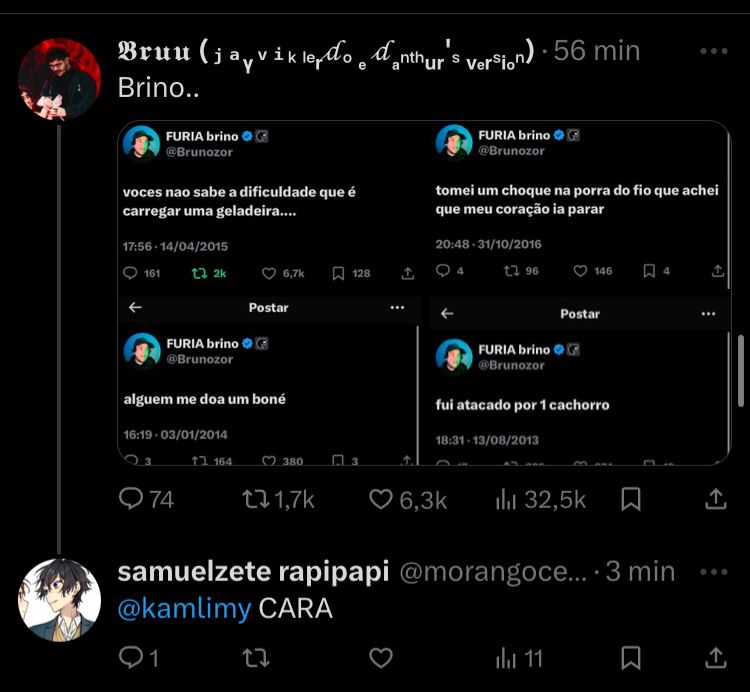 𝕭𝖗𝖚𝖚 (ⱼ ₐᵧ ᵥ ᵢ ₖ ₗₑᵣ𝒹ₒ ₑ 𝒹ₐₙₜₕᵤᵣ'ₛ ᵥₑᵣₛᵢₒₙ) · 56 min
Brino..
FURIA brino
@Brunozor
voces nao sabe a dificuldade que é
carregar uma geladeira....
17:56 · 14/04/2015
161 2k 6,7k 128
FURIA brino
@Brunozor
tomei um choque na porra do fio que achei
que meu coração ia parar
20:48 · 31/10/2016
4 96 146 4
Postar
FURIA brino
@Brunozor
alguem me doa um boné
16:19 · 03/01/2014
3 164 380 3
Postar
FURIA brino
@Brunozor
fui atacado por 1 cachorro
18:31 · 13/08/2013
74 1,7k 6,3k 32,5k
samuelzete rapipapi @morangoce... · 3 min
@kamlimy CARA
1 11